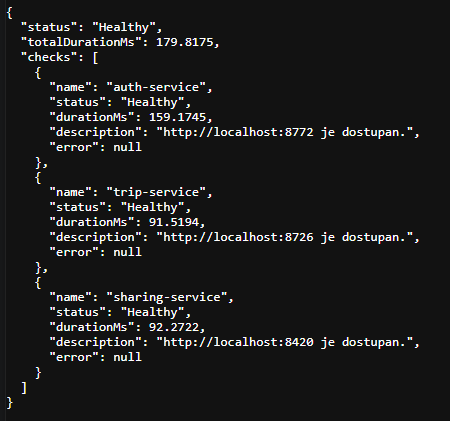 {
  "status": "Healthy",
  "totalDurationMs": 179.8175,
  "checks": [
    {
      "name": "auth-service",
      "status": "Healthy",
      "durationMs": 159.1745,
      "description": "http://localhost:8772 je dostupan.",
      "error": null
    },
    {
      "name": "trip-service",
      "status": "Healthy",
      "durationMs": 91.5194,
      "description": "http://localhost:8726 je dostupan.",
      "error": null
    },
    {
      "name": "sharing-service",
      "status": "Healthy",
      "durationMs": 92.2722,
      "description": "http://localhost:8420 je dostupan.",
      "error": null
    }
  ]
}